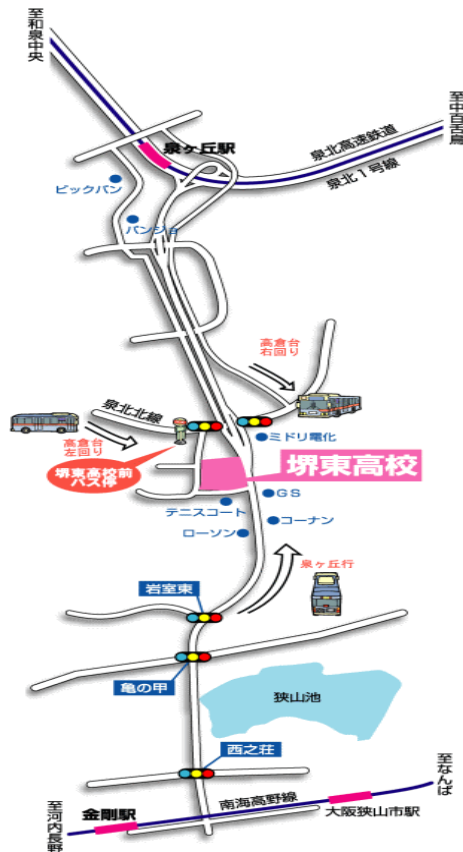 至和泉中央
至中百舌鳥
泉ヶ丘駅
泉北高速鉄道
泉北1号線
ビックバン
パンジョ
高倉台
右回り
泉北北線
高倉台
左回り
堺東高校前
バス停
ミドリ電化
堺東高校
GS
テニスコート
コーナン
ローソン
泉ヶ丘行
岩室東
亀の甲
狭山池
西之荘
至なんば
南海高野線
金剛駅
大阪狭山市駅
至河内長野